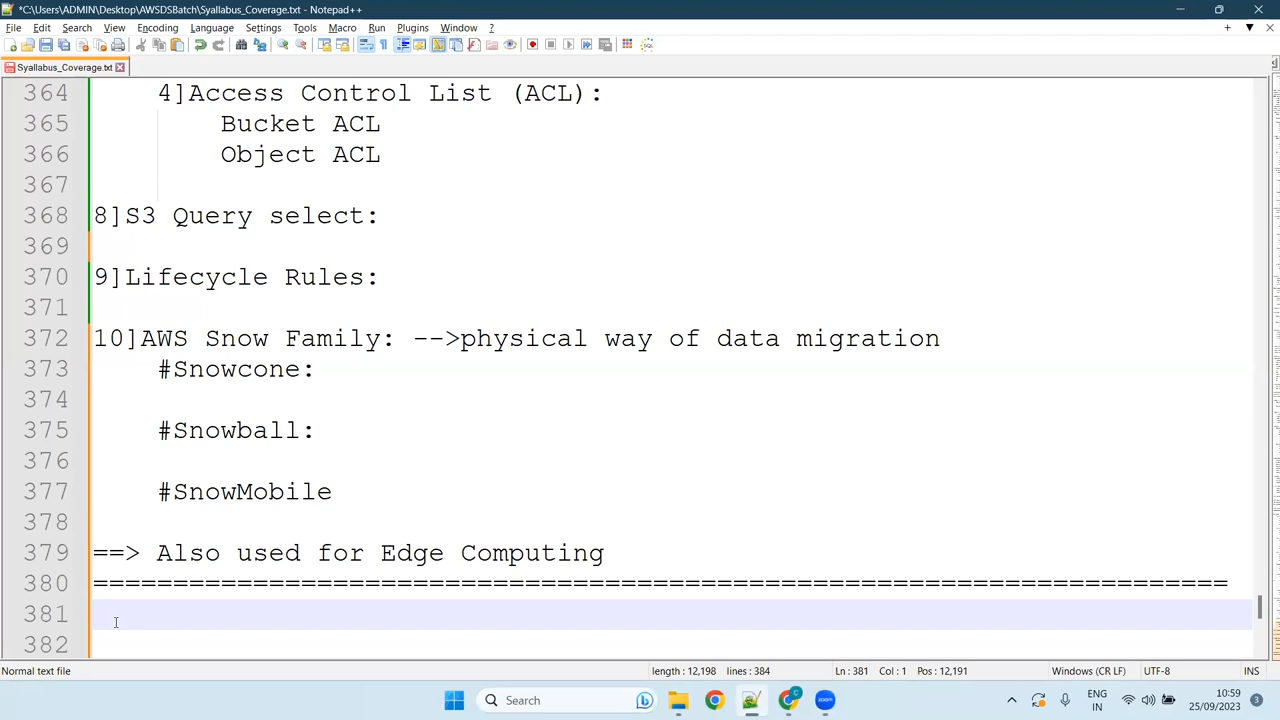 *C:\Users\ADMIN\Desktop\AWSDSBatch\Syallabus_Coverage.txt - Notepad++
File Edit Search View Encoding Language Settings Tools Macro Run Plugins Window ?
Syallabus_Coverage.txt
364 4]Access Control List (ACL):
365 Bucket ACL
366 Object ACL
367
368 8]S3 Query select:
369
370 9]Lifecycle Rules:
371
372 10]AWS Snow Family: -->physical way of data migration
373 #Snowcone:
374
375 #Snowball:
376
377 #SnowMobile
378
379 ==> Also used for Edge Computing
380 =======================================================================
381
382
Normal text file length : 12,198 lines : 384 Ln : 381 Col : 1 Pos : 12,191 Windows (CR LF) UTF-8 INS
Search zoom ENG IN 10:59 25/09/2023 3